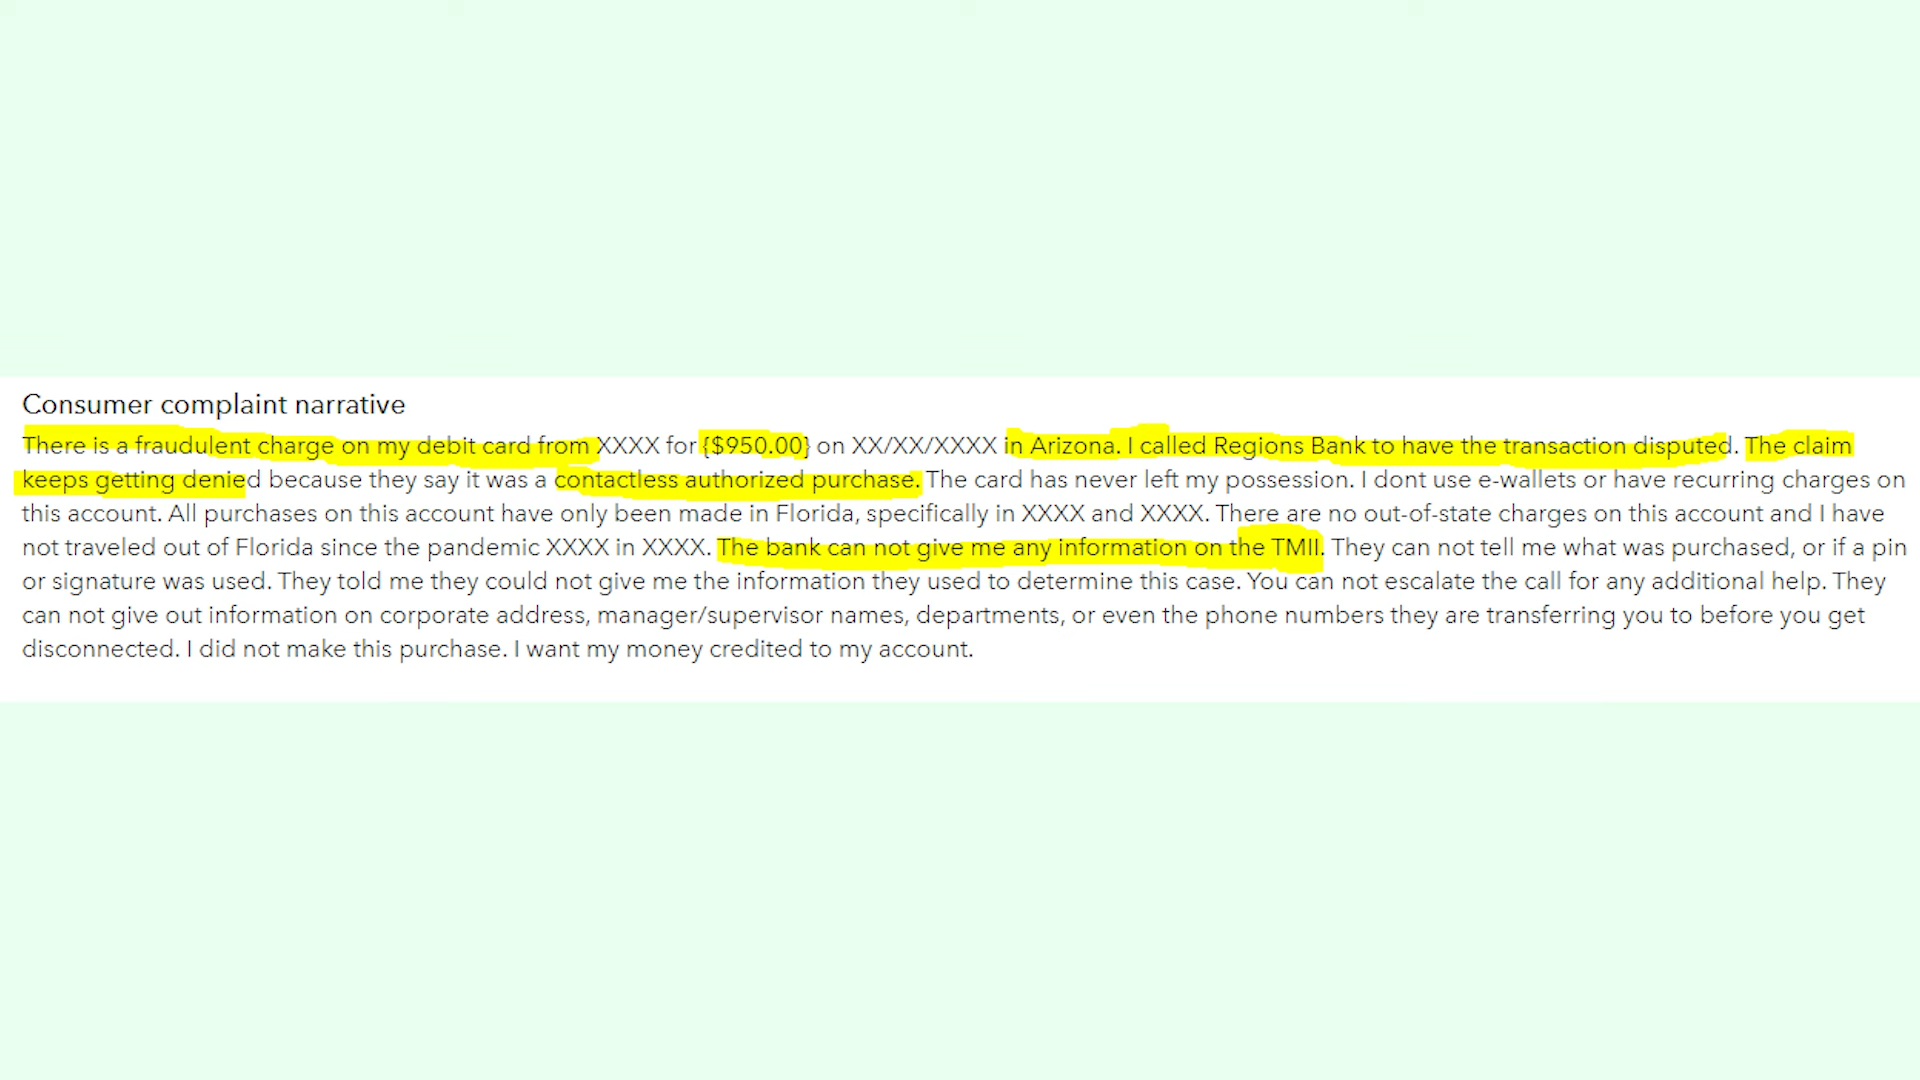 Consumer complaint narrative
There is a fraudulent charge on my debit card from XXXX for {$950.00} on XX/XX/XXXX in Arizona. I called Regions Bank to have the transaction disputed. The claim
keeps getting denied because they say it was a contactless authorized purchase. The card has never left my possession. I dont use e-wallets or have recurring charges on
this account. All purchases on this account have only been made in Florida, specifically in XXXX and XXXX. There are no out-of-state charges on this account and I have
not traveled out of Florida since the pandemic XXXX in XXXX. The bank can not give me any information on the TMII. They can not tell me what was purchased, or if a pin
or signature was used. They told me they could not give me the information they used to determine this case. You can not escalate the call for any additional help. They
can not give out information on corporate address, manager/supervisor names, departments, or even the phone numbers they are transferring you to before you get
disconnected. I did not make this purchase. I want my money credited to my account.